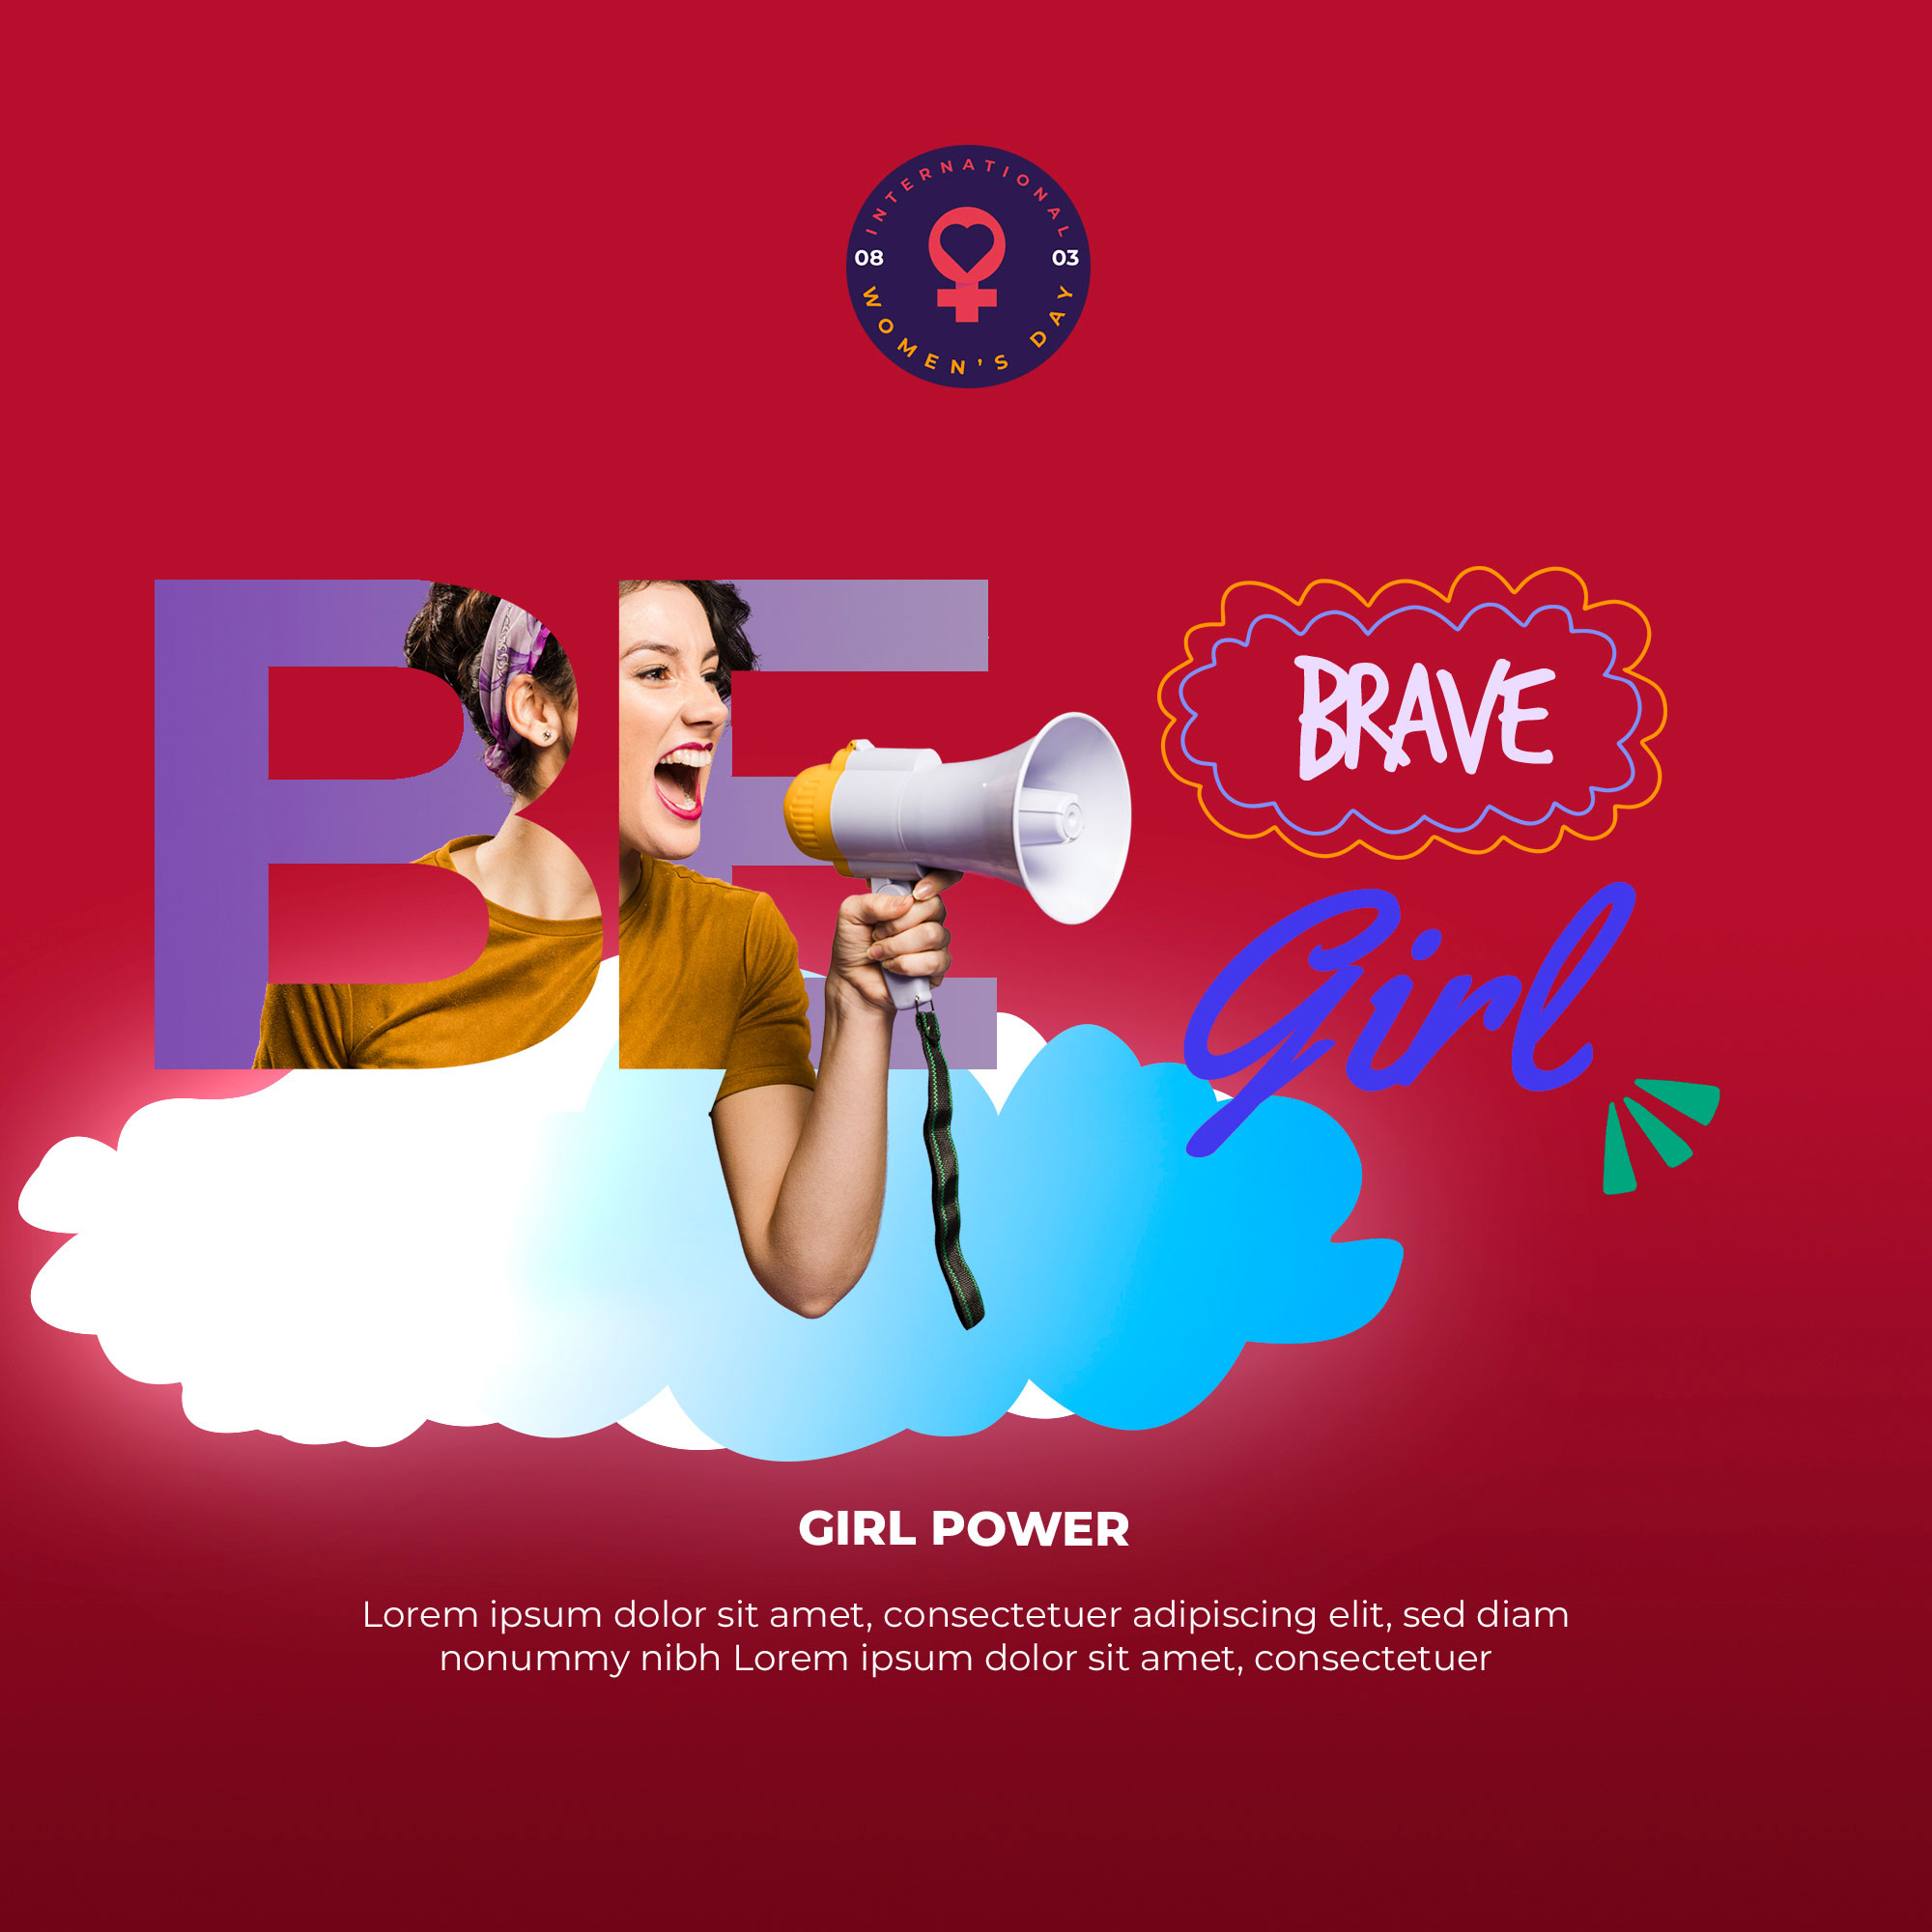 INTERNATIONAL
08 03
WOMEN'S DAY
BE
BRAVE
Girl
GIRL POWER
Lorem ipsum dolor sit amet, consectetuer adipiscing elit, sed diam
nonummy nibh Lorem ipsum dolor sit amet, consectetuer